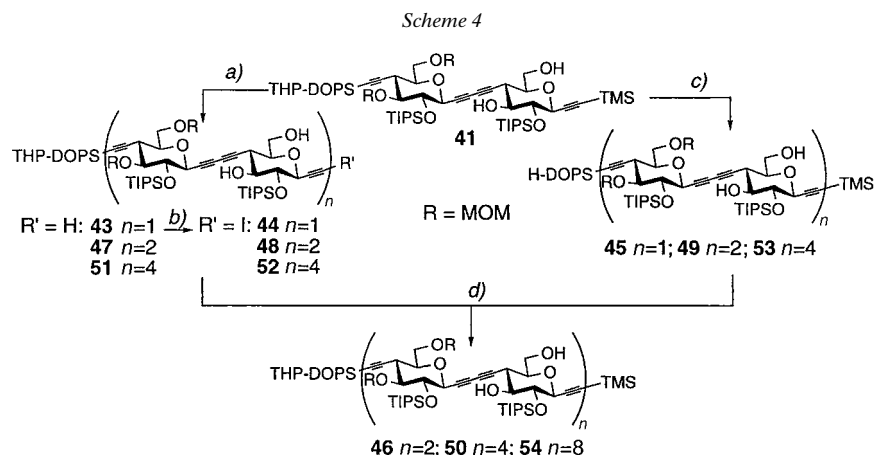 Scheme 4
a)
THP-DOPS
OR
O
RO
TIPSO
OH
O
HO
TIPSO
TMS
c)
41
THP-DOPS
OR
O
RO
TIPSO
OH
O
HO
TIPSO
R'
n
H-DOPS
OR
O
RO
TIPSO
OH
O
HO
TIPSO
TMS
n
R' = H: 43 n=1 b) R' = I: 44 n=1
47 n=2 48 n=2
51 n=4 52 n=4
R = MOM
45 n=1; 49 n=2; 53 n=4
d)
THP-DOPS
OR
O
RO
TIPSO
OH
O
HO
TIPSO
TMS
n
46 n=2; 50 n=4; 54 n=8